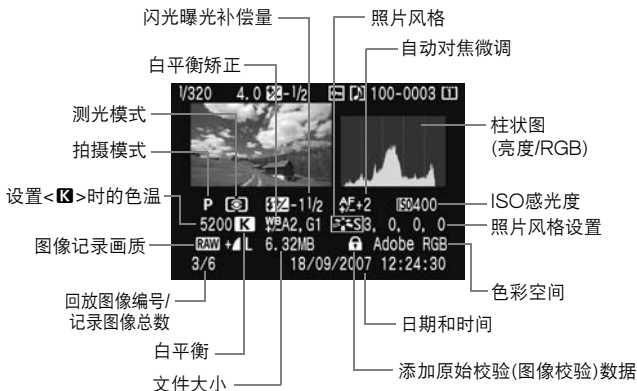 闪光曝光补偿量
照片风格
白平衡矫正
自动对焦微调
1/320 4.0 -1/2 100-0003 1
测光模式
柱状图
(亮度/RGB)
拍摄模式
P -1 1/2 AF+2 ISO400
ISO感光度
设置<K>时的色温
5200 K WB A2, G1 S 3, 0, 0, 0
照片风格设置
图像记录画质
RAW + L 6.32MB Adobe RGB
3/6 18/09/2007 12:24:30
色彩空间
回放图像编号/
记录图像总数
日期和时间
白平衡
添加原始校验(图像校验)数据
文件大小